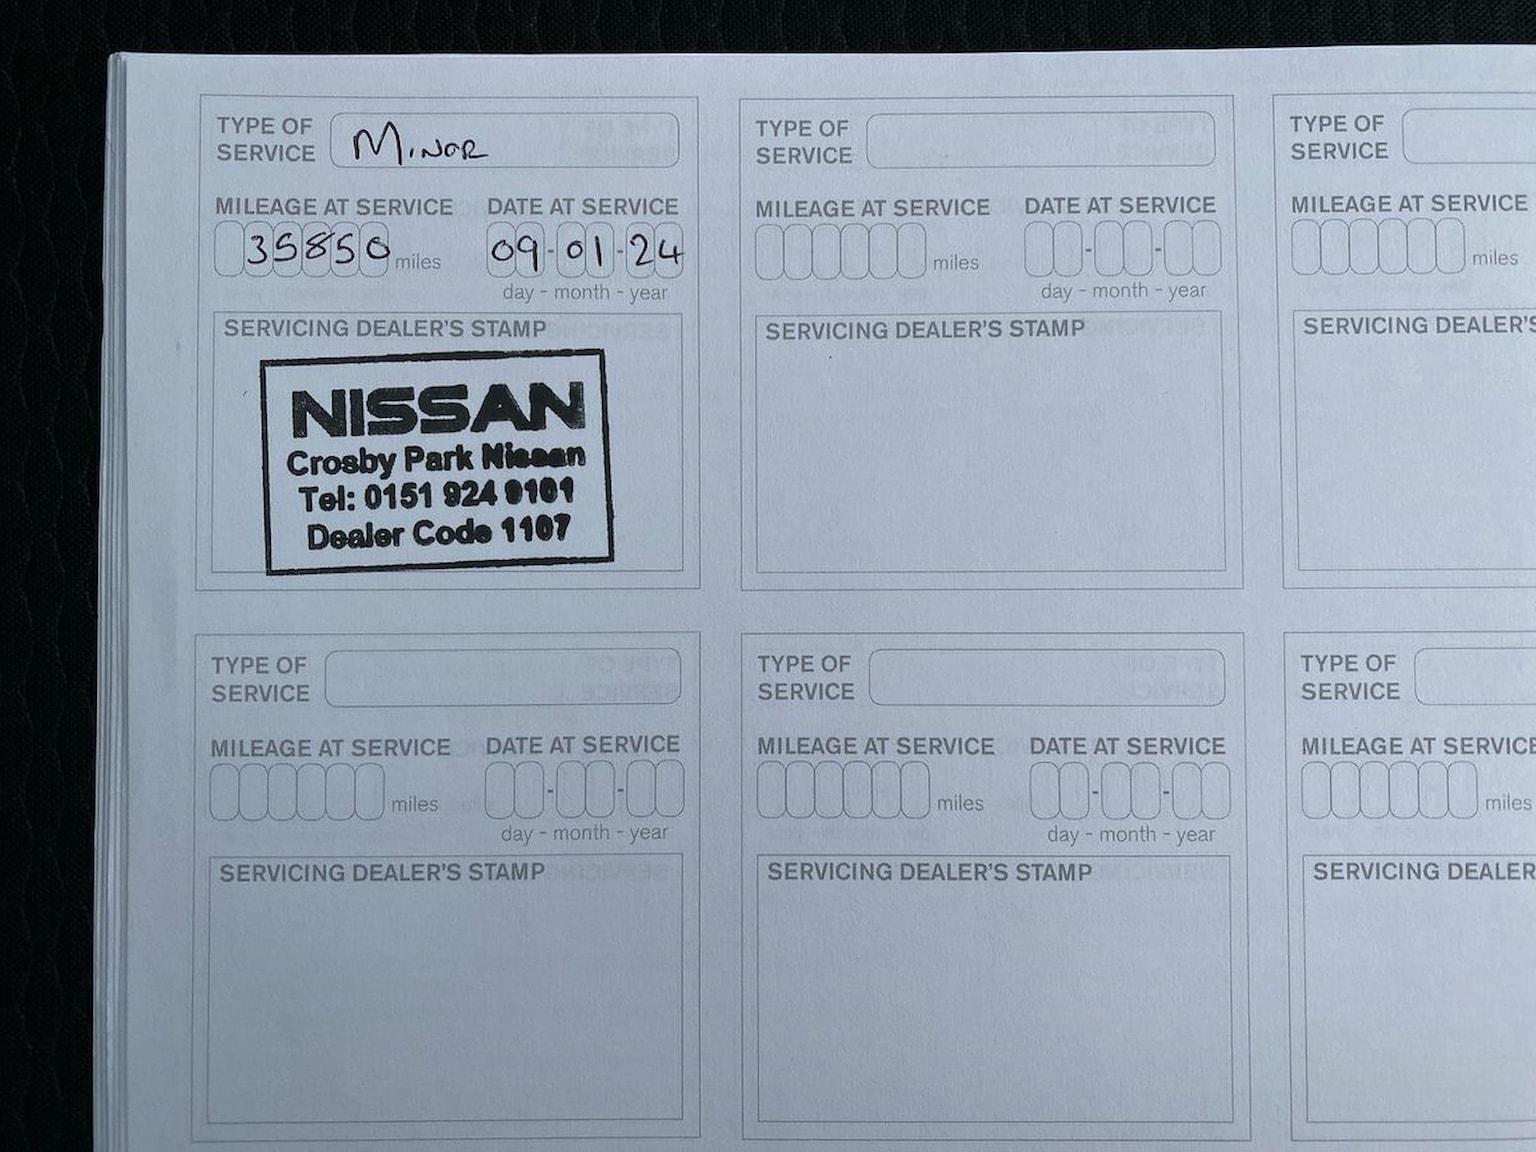 TYPE OF
SERVICE
MINOR
MILEAGE AT SERVICE
DATE AT SERVICE
35850 miles
09-01-24
day - month - year
SERVICING DEALER'S STAMP
NISSAN
Crosby Park Nissan
Tel: 0151 924 9101
Dealer Code 1107
TYPE OF
SERVICE
MILEAGE AT SERVICE
DATE AT SERVICE
miles
day - month - year
SERVICING DEALER'S STAMP
TYPE OF
SERVICE
MILEAGE AT SERVICE
miles
SERVICING DEALER'S
TYPE OF
SERVICE
MILEAGE AT SERVICE
DATE AT SERVICE
miles
day - month - year
SERVICING DEALER'S STAMP
TYPE OF
SERVICE
MILEAGE AT SERVICE
DATE AT SERVICE
miles
day - month - year
SERVICING DEALER'S STAMP
TYPE OF
SERVICE
MILEAGE AT SERVICE
miles
SERVICING DEALER